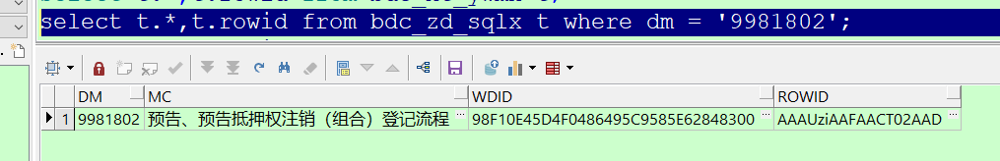 select t.*,t.rowid from bdc_zd_sqlx t where dm = '9981802';
DM MC WDID ROWID
1 9981802 预告、预告抵押权注销（组合）登记流程 ··· 98F10E45D4F0486495C9585E62848300 ··· AAAUziAAFAACT02AAD ···